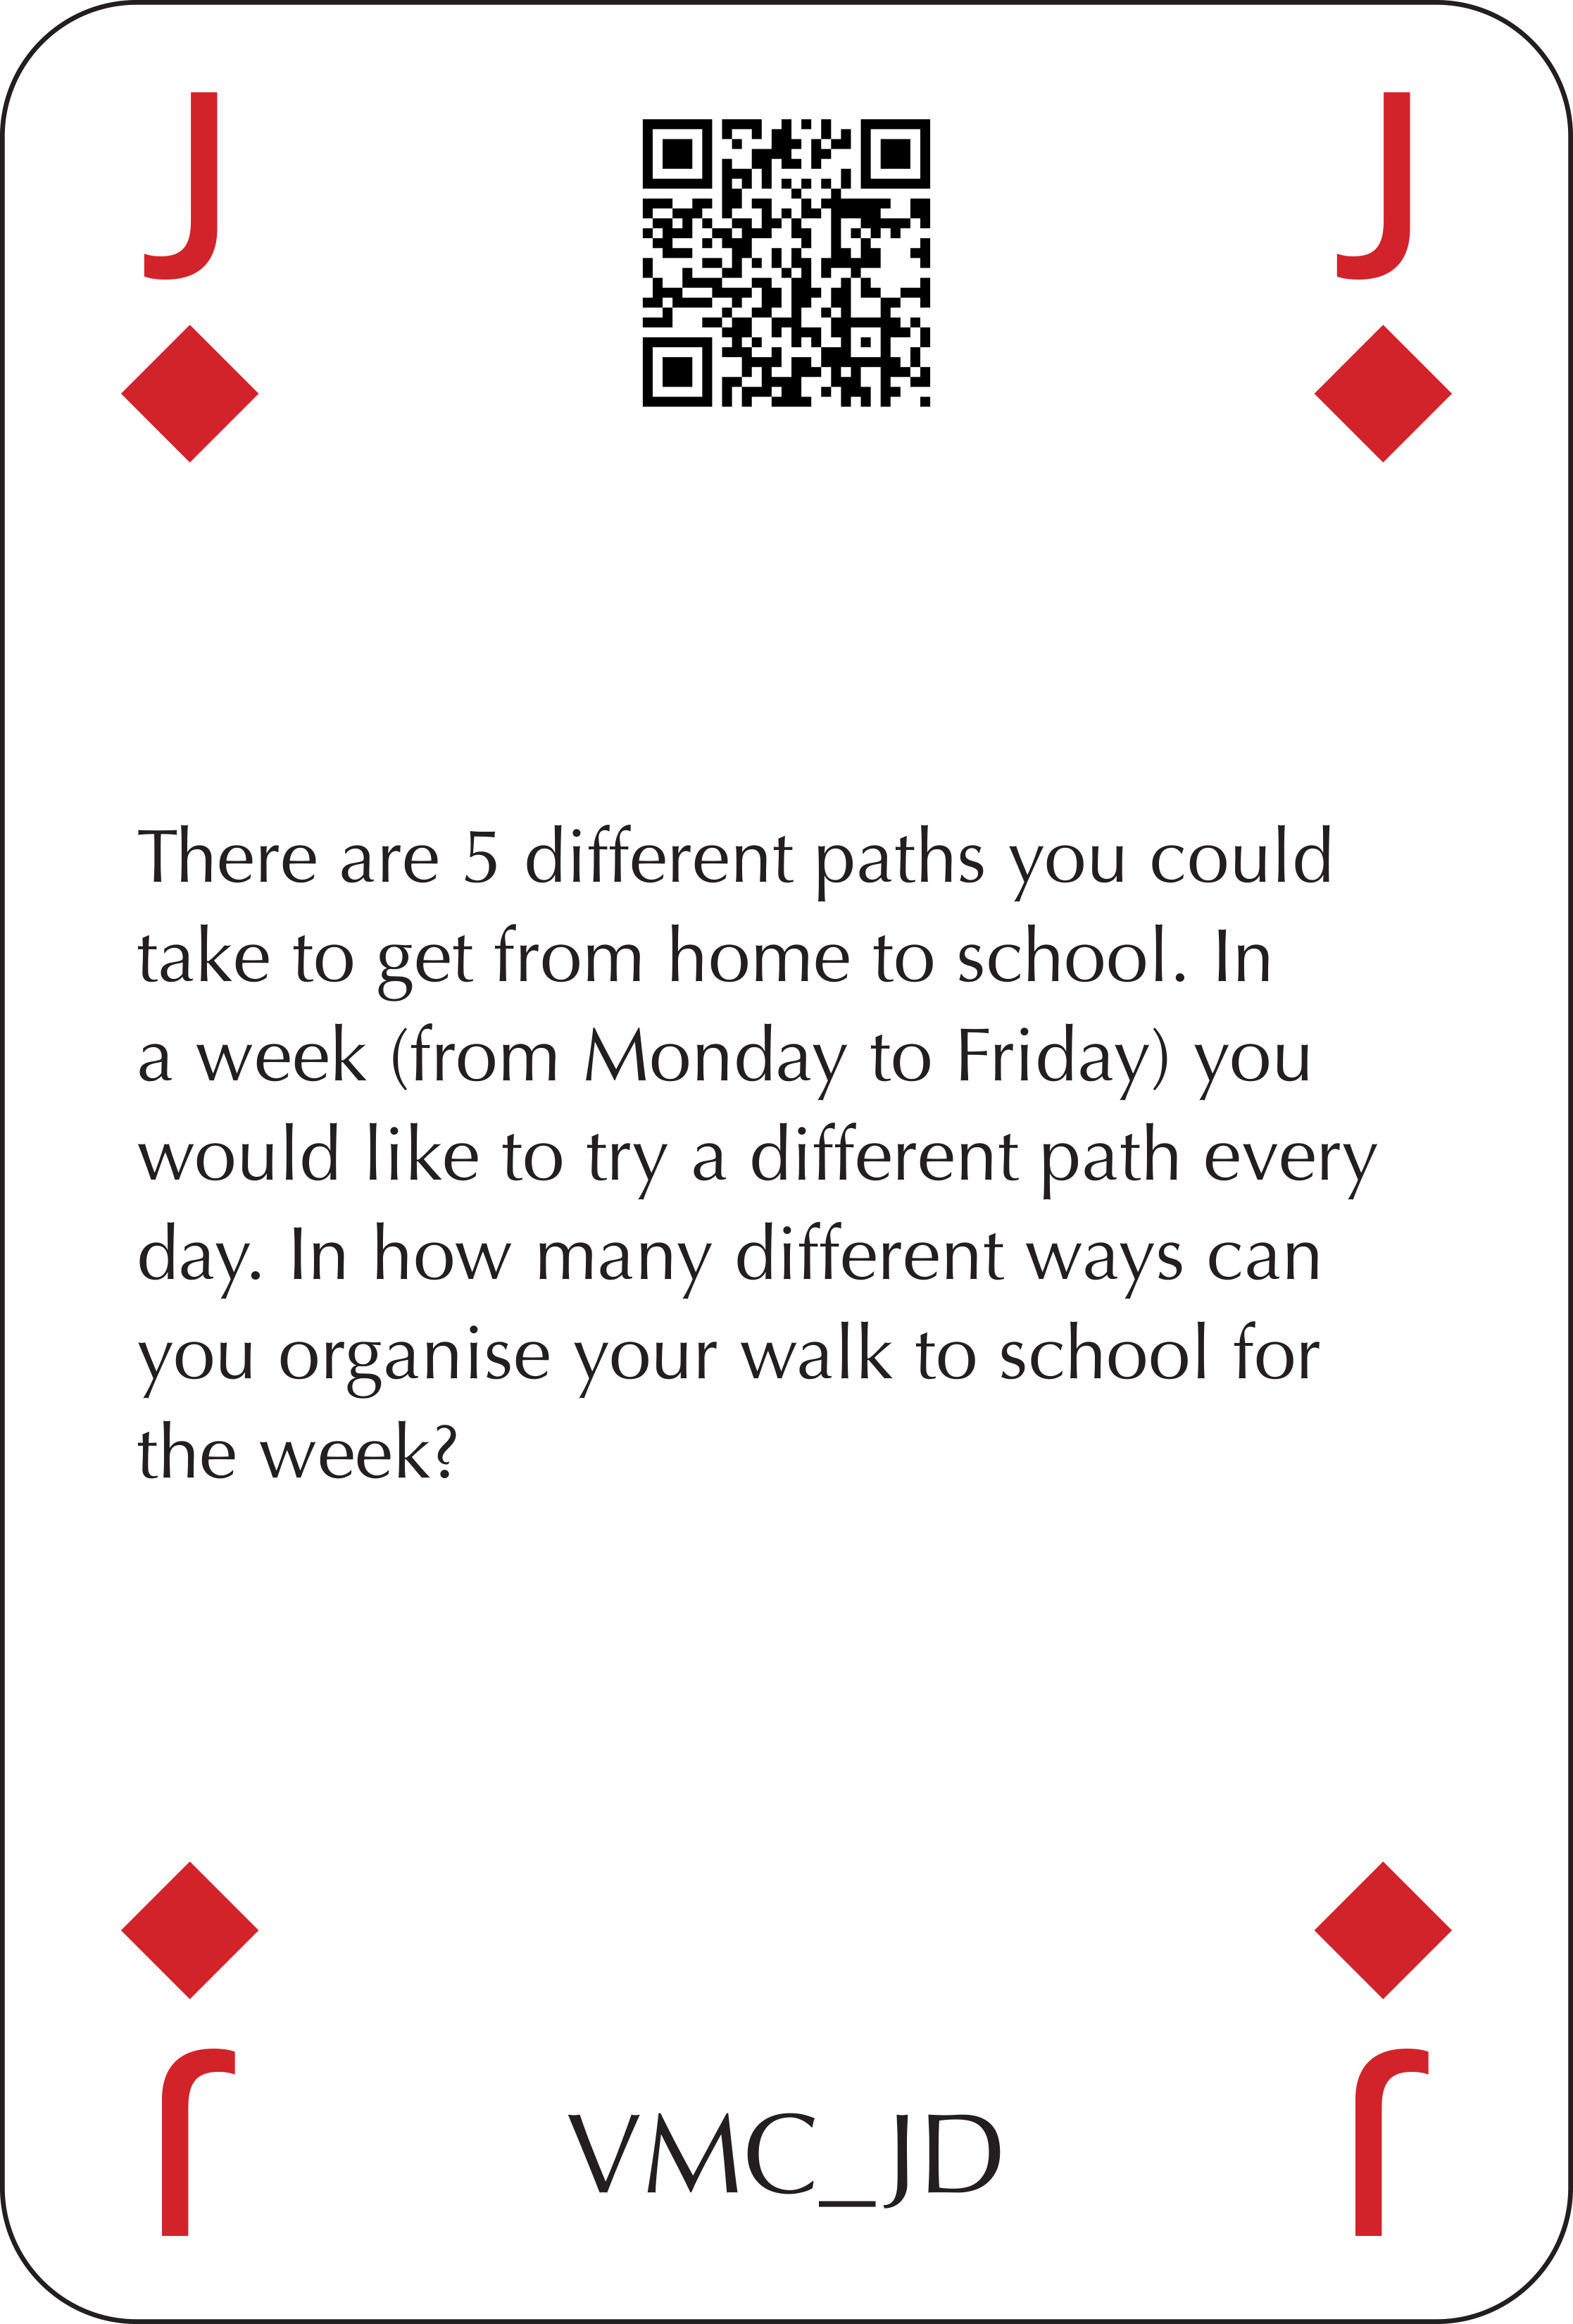 J J
There are 5 different paths you could
take to get from home to school. In
a week (from Monday to Friday) you
would like to try a different path every
day. In how many different ways can
you organise your walk to school for
the week?
J J
VMC_JD